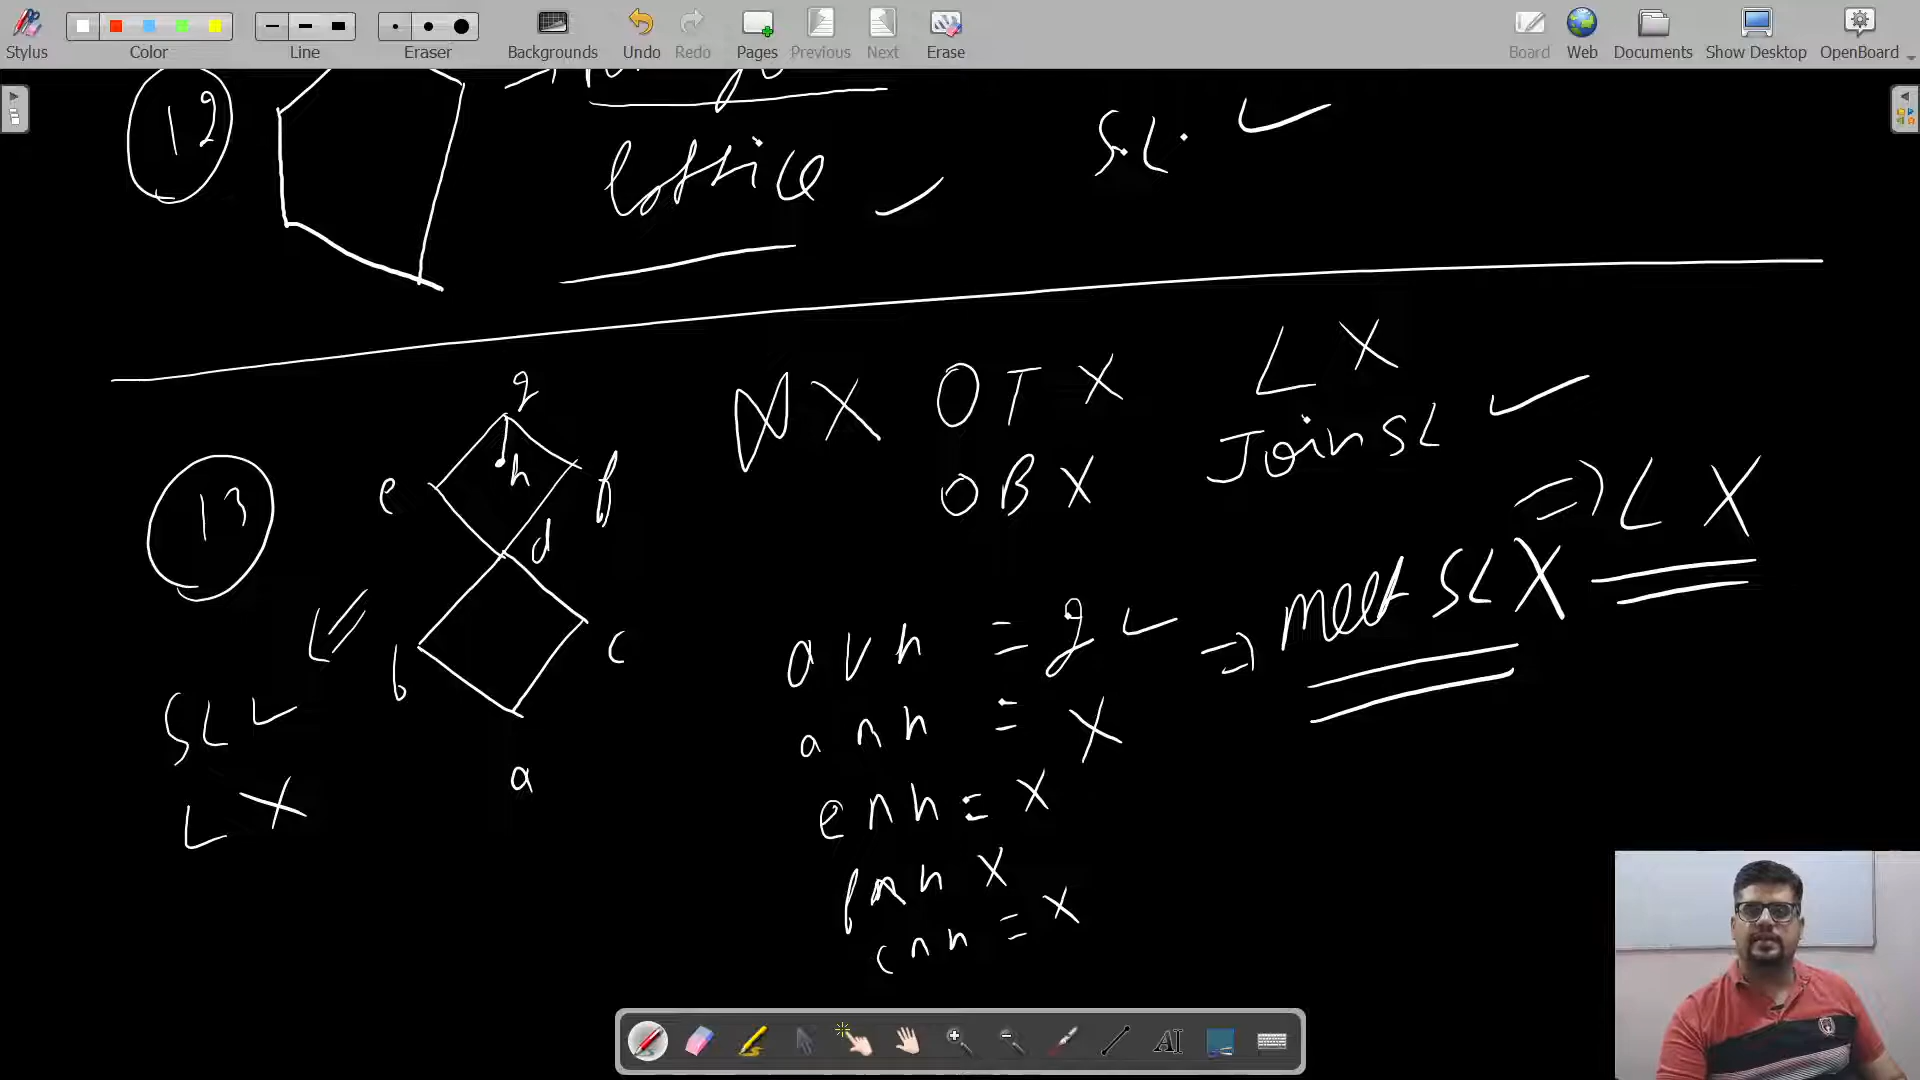 Stylus
Color
Line
Eraser
Backgrounds
Undo
Redo
Pages
Previous
Next
Erase
Board
Web
Documents
Show Desktop
OpenBoard
12
lattice
S.L.
13
g
e
h
f
d
b
c
a
SL ✓
L X
N X
OT X
OB X
L X
Join SL ✓
⇒ L X
a ∨ h = g ✓ ⇒ meet SL X
a ∧ h = X
e ∧ h = X
f ∧ h X
c ∧ h = X